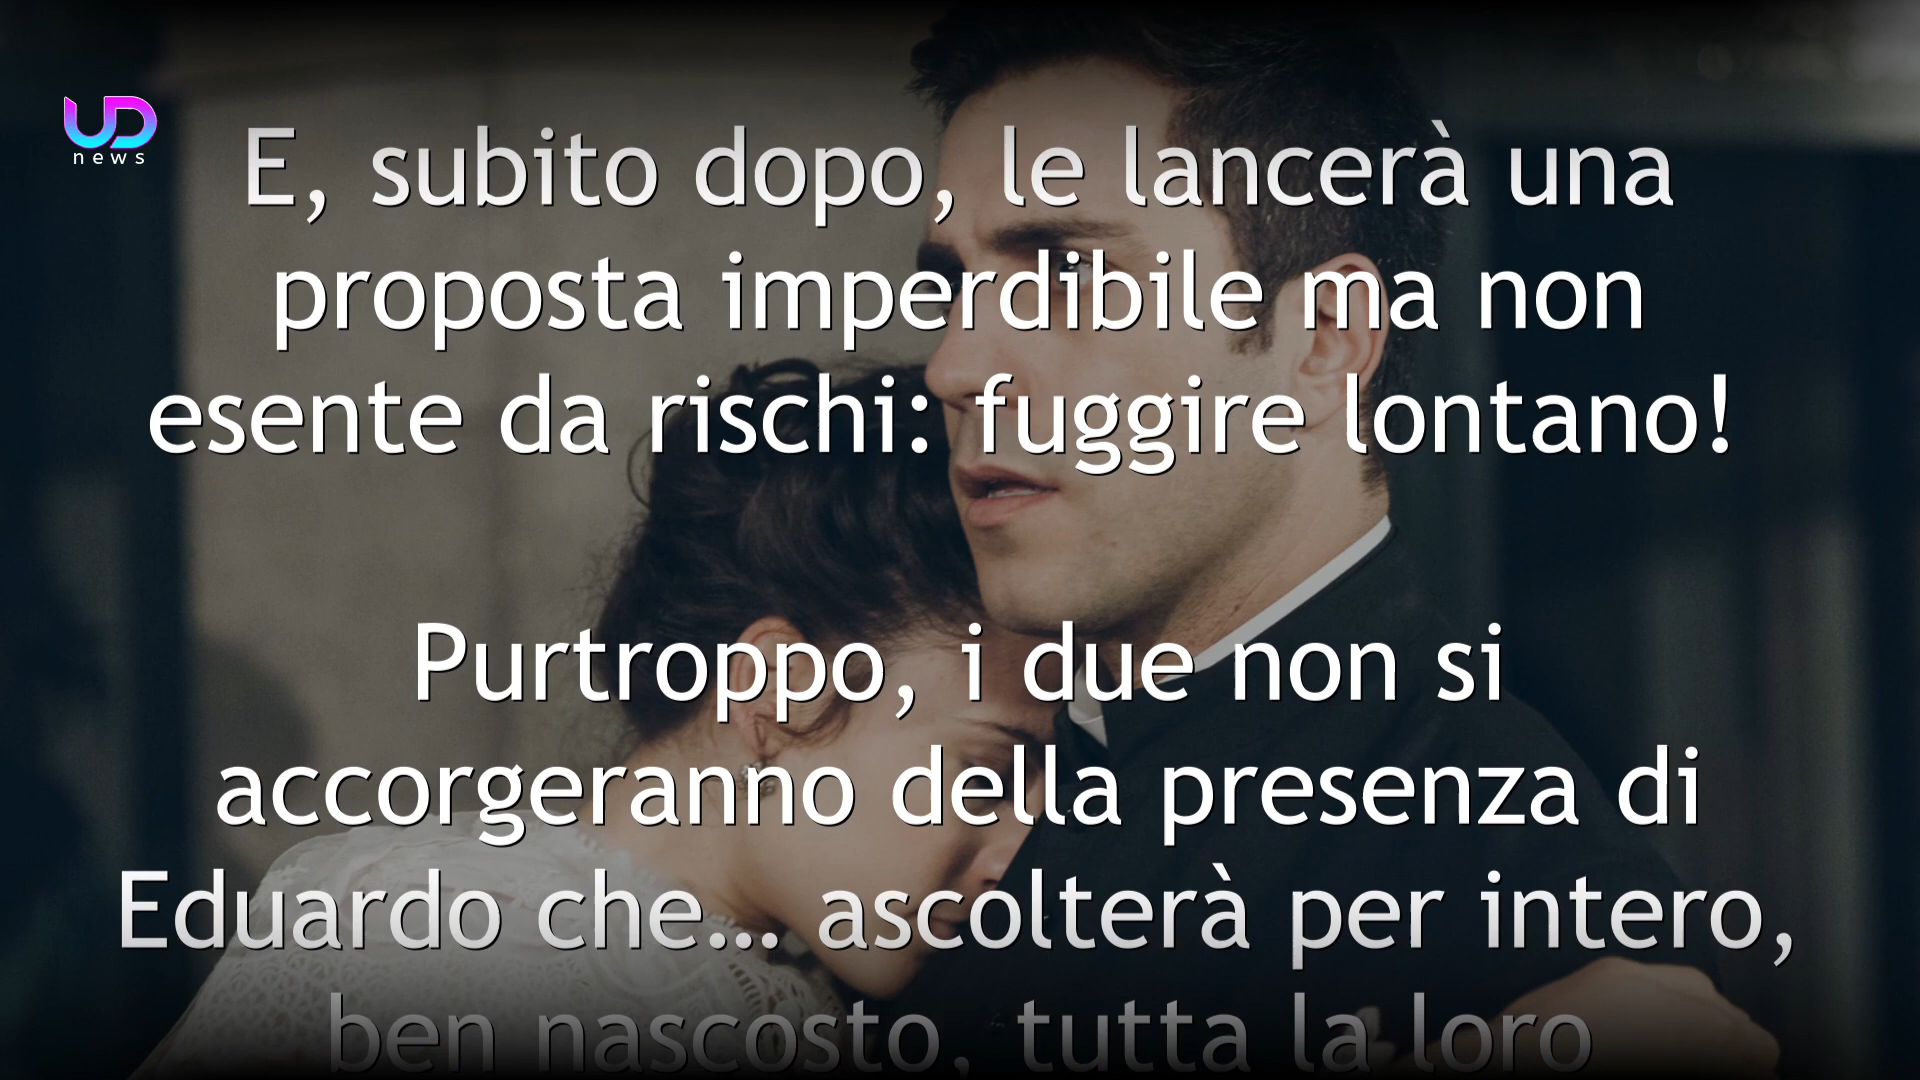 UD
news
E, subito dopo, le lancerà una
proposta imperdibile ma non
esente da rischi: fuggire lontano!
Purtroppo, i due non si
accorgeranno della presenza di
Eduardo che... ascolterà per intero,
ben nascosto, tutta la loro